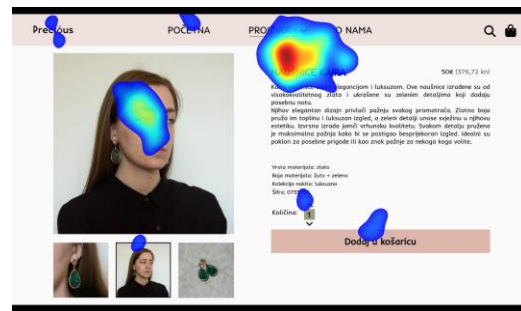 Precious
POČETNA
PROIZVODI
O NAMA
NAUŠNICE KAIRA
50€ (376,72 kn)
elegancijom i luksuzom. Ove naušnice izrađene su od
visokokvalitetnog zlata i ukrašene su zelenim detaljima koji dodaju
posebnu notu.
Njihov elegantan dizajn privlači pažnju svakog promatrača. Zlatna boja
pruža im toplinu i luksuzan izgled, a zeleni detalji unose svježinu u njihovu
estetiku. Izvrsna izrada jamči vrhunsku kvalitetu. Svakom detalju pružena
je maksimalna pažnja kako bi se postigao besprijekoran izgled. Idealni su
poklon za posebne prigode ili kao znak pažnje za nekoga koga volite.
Vrsta materijala: zlato
Boja materijala: žuto + zeleno
Kolekcija nakita: luksuzno
Šifra:
Količina:
1
Dodaj u košaricu